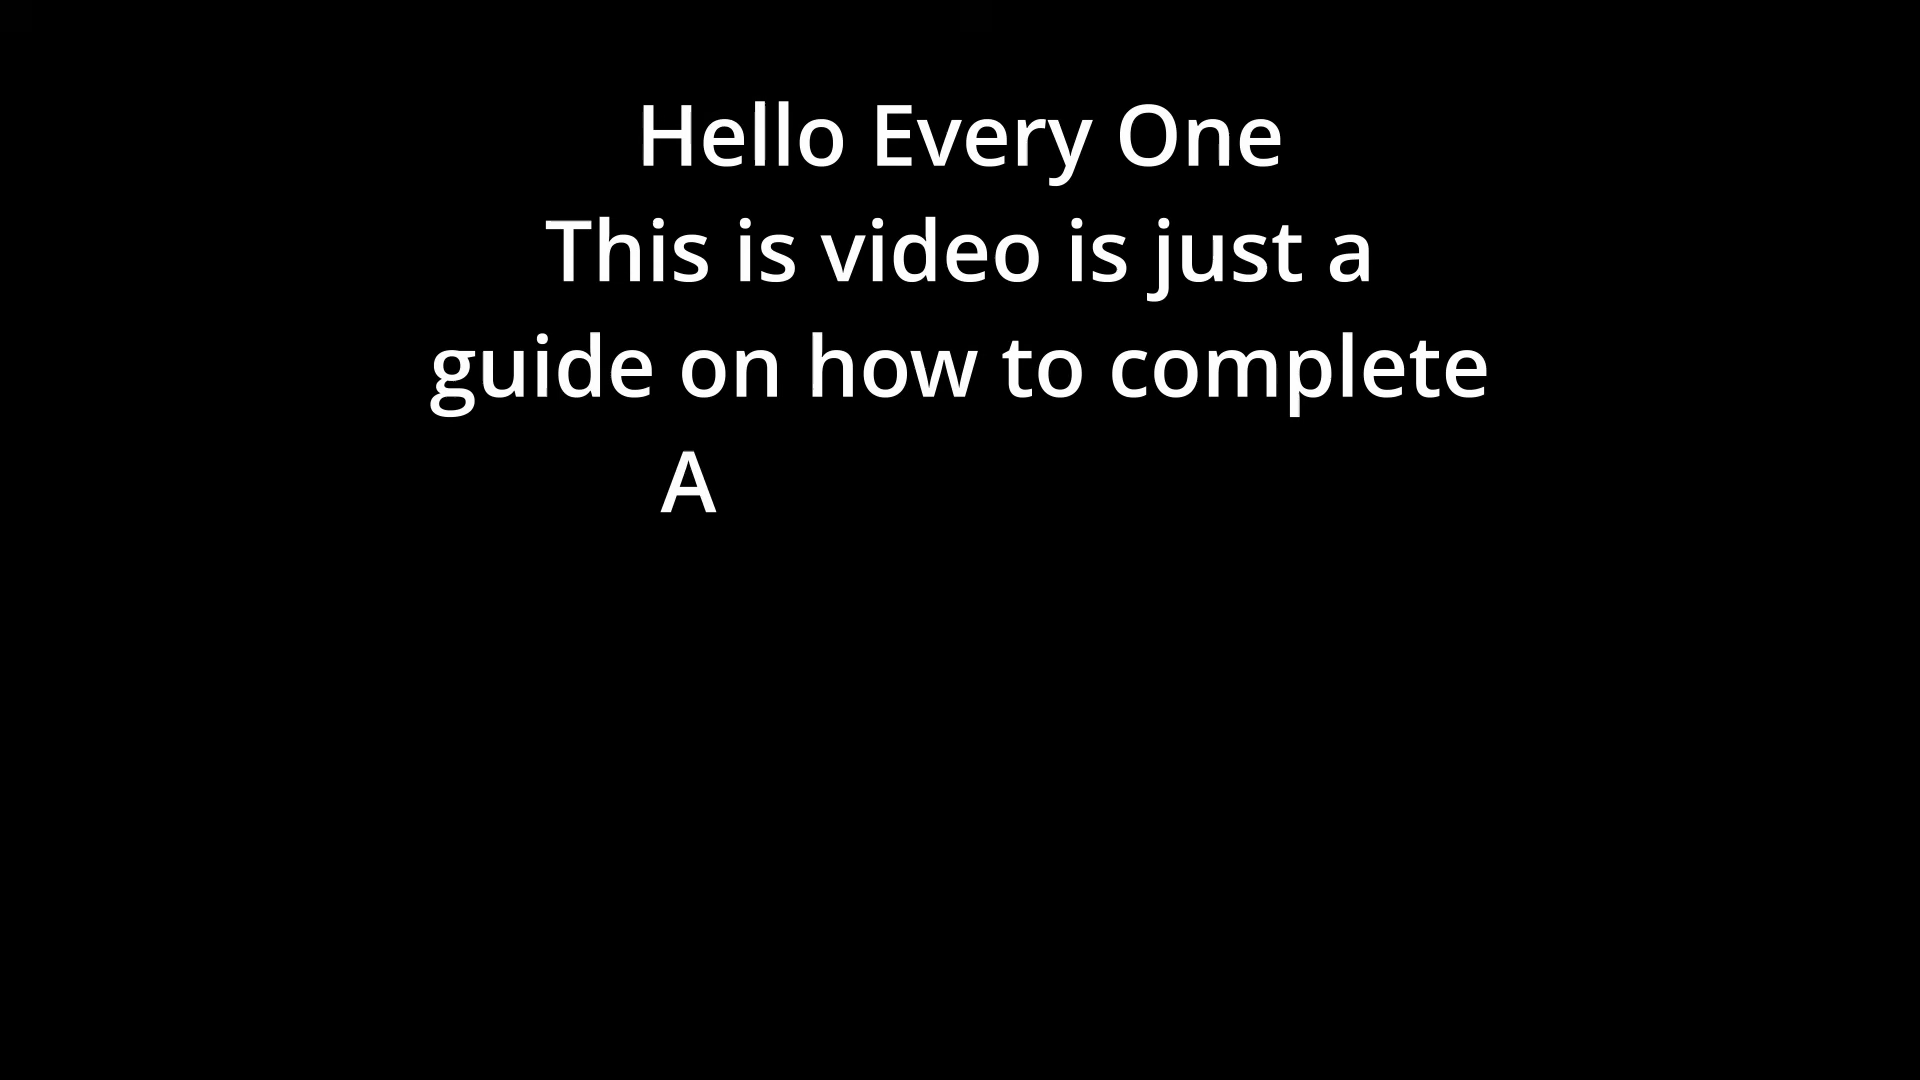 Hello Every One
This is video is just a
guide on how to complete
A